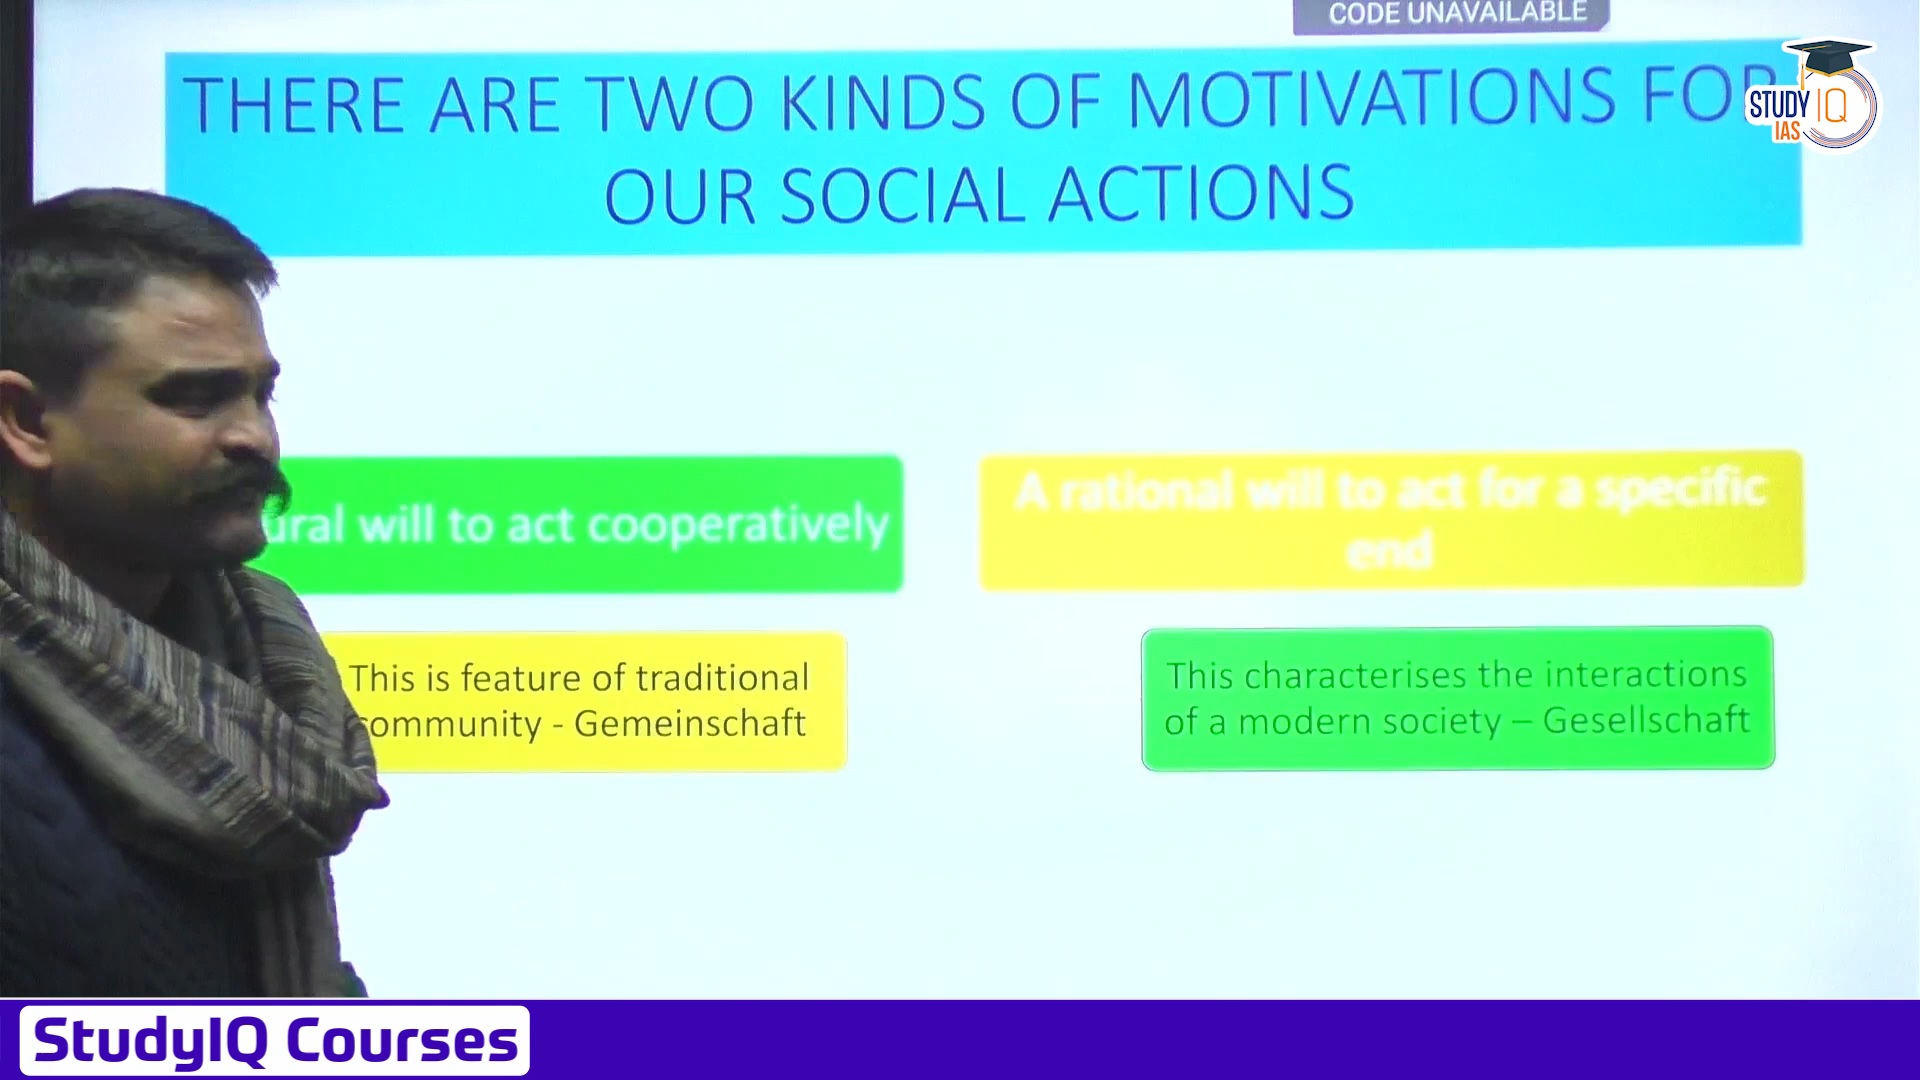 CODE UNAVAILABLE
THERE ARE TWO KINDS OF MOTIVATIONS FOR
OUR SOCIAL ACTIONS
STUDY IQ
IAS
will to act cooperatively
A rational will to act for a specific
end
This is feature of traditional
community - Gemeinschaft
This characterises the interactions
of a modern society – Gesellschaft
StudyIQ Courses